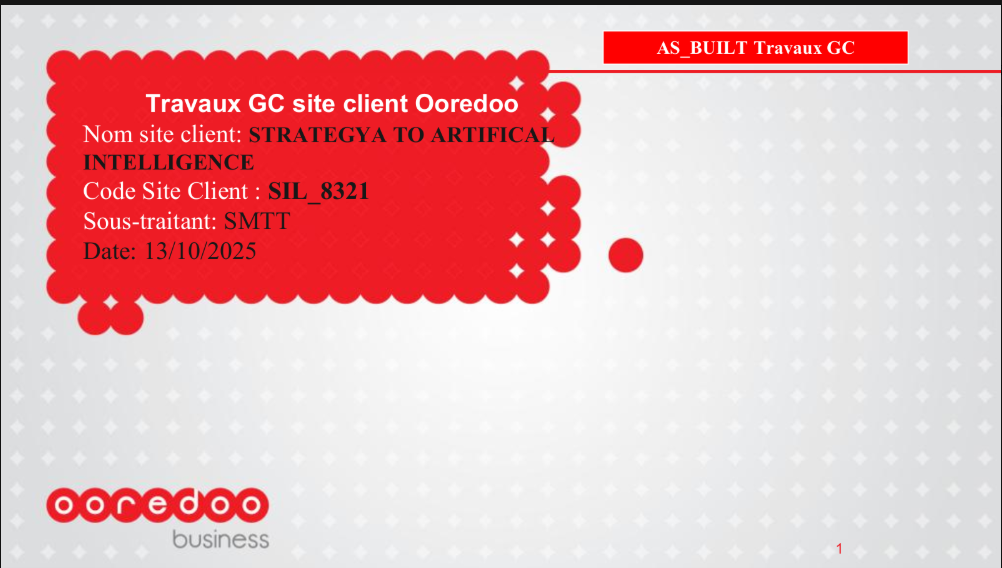 AS_BUILT Travaux GC
Travaux GC site client Ooredoo
Nom site client: STRATEGYA TO ARTIFICAL
INTELLIGENCE
Code Site Client : SIL_8321
Sous-traitant: SMTT
Date: 13/10/2025
ooredoo
business
1